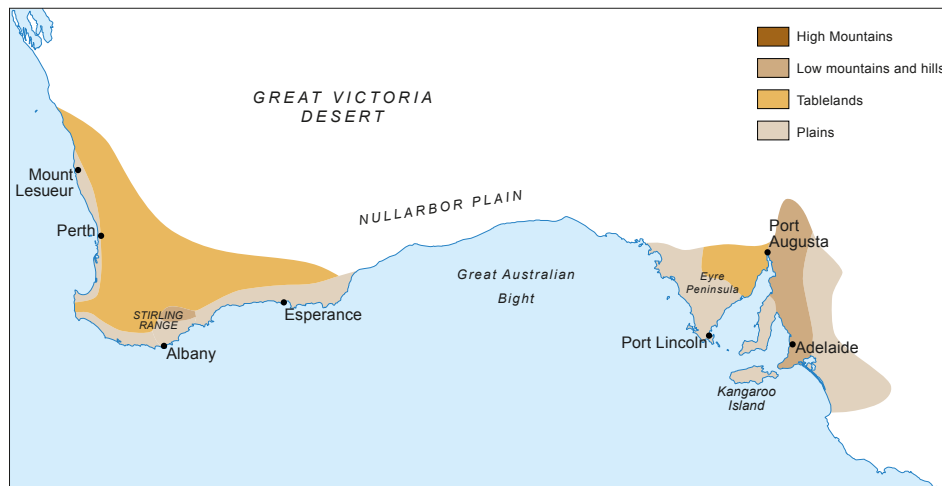 High Mountains
Low mountains and hills
Tablelands
Plains
GREAT VICTORIA
DESERT
Mount
Lesueur
NULLARBOR PLAIN
Perth
Port
Augusta
Great Australian
Bight
Eyre
Peninsula
STIRLING
RANGE
Esperance
Albany
Port Lincoln
Adelaide
Kangaroo
Island